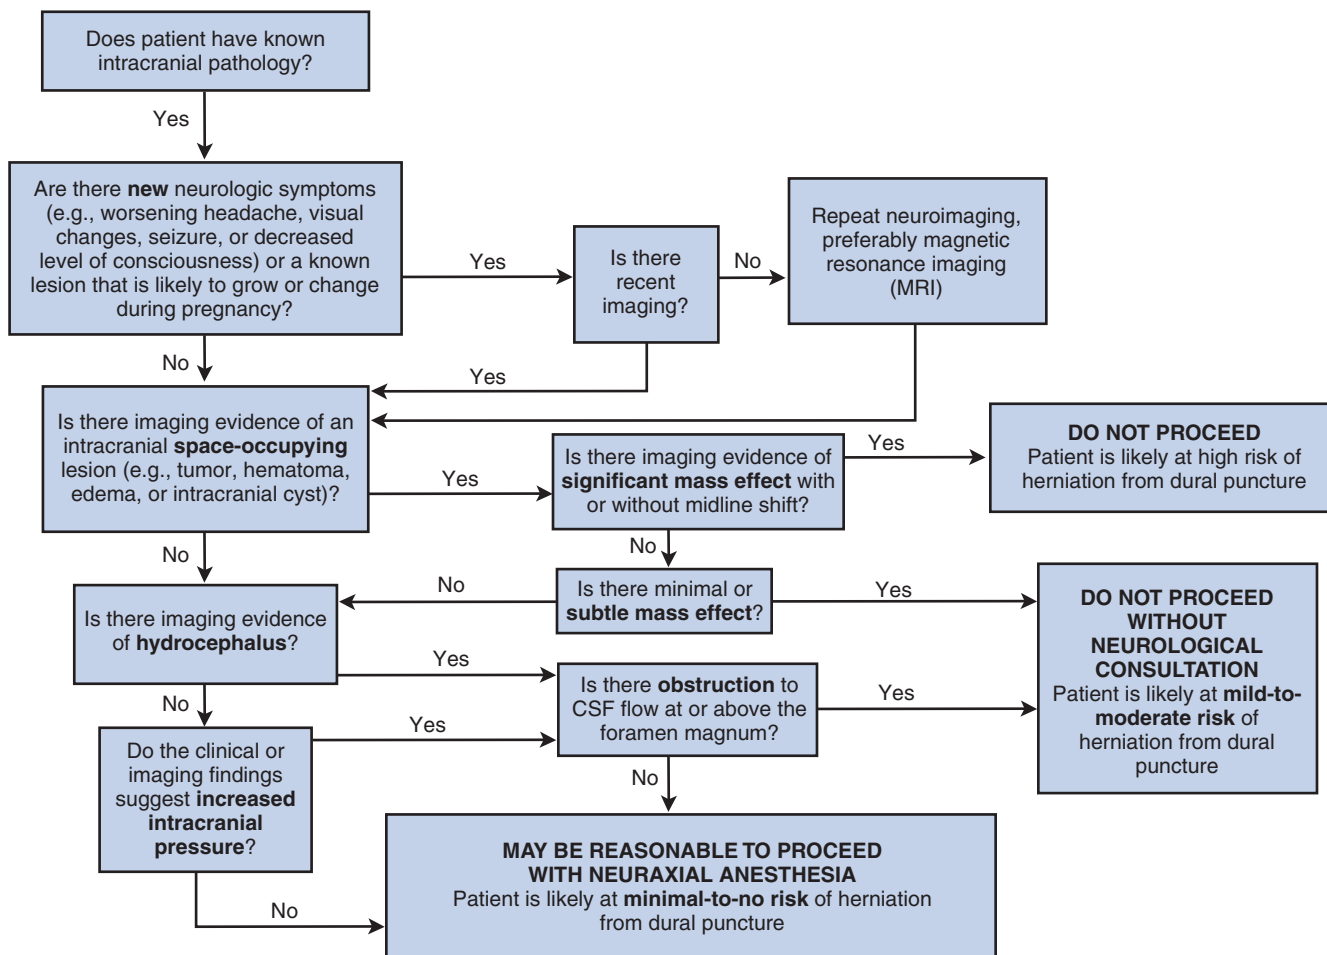 Does patient have known
intracranial pathology?
Yes
Are there new neurologic symptoms
(e.g., worsening headache, visual
changes, seizure, or decreased
level of consciousness) or a known
lesion that is likely to grow or change
during pregnancy?
Yes
Is there
recent
imaging?
No
Repeat neuroimaging,
preferably magnetic
resonance imaging
(MRI)
No
Yes
Is there imaging evidence of an
intracranial space-occupying
lesion (e.g., tumor, hematoma,
edema, or intracranial cyst)?
Yes
Is there imaging evidence of
significant mass effect with
or without midline shift?
Yes
DO NOT PROCEED
Patient is likely at high risk of
herniation from dural puncture
No
No
Is there minimal or
subtle mass effect?
No
Yes
DO NOT PROCEED
WITHOUT
NEUROLOGICAL
CONSULTATION
Patient is likely at mild-to-
moderate risk of
herniation from dural
puncture
Is there imaging evidence
of hydrocephalus?
Yes
Is there obstruction to
CSF flow at or above the
foramen magnum?
Yes
No
Do the clinical or
imaging findings
suggest increased
intracranial
pressure?
Yes
No
No
MAY BE REASONABLE TO PROCEED
WITH NEURAXIAL ANESTHESIA
Patient is likely at minimal-to-no risk of herniation
from dural puncture